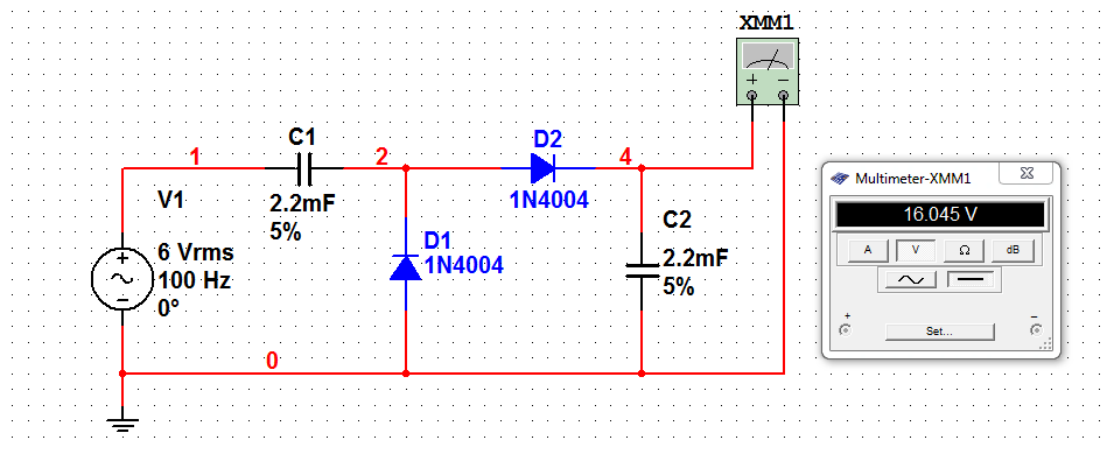 XMM1
+ −
C1
2.2mF
5%
1
2
D2
1N4004
4
V1
6 Vrms
100 Hz
0°
+
−
D1
1N4004
C2
2.2mF
5%
0
Multimeter-XMM1
16.045 V
A V Ω dB
+ −
Set...